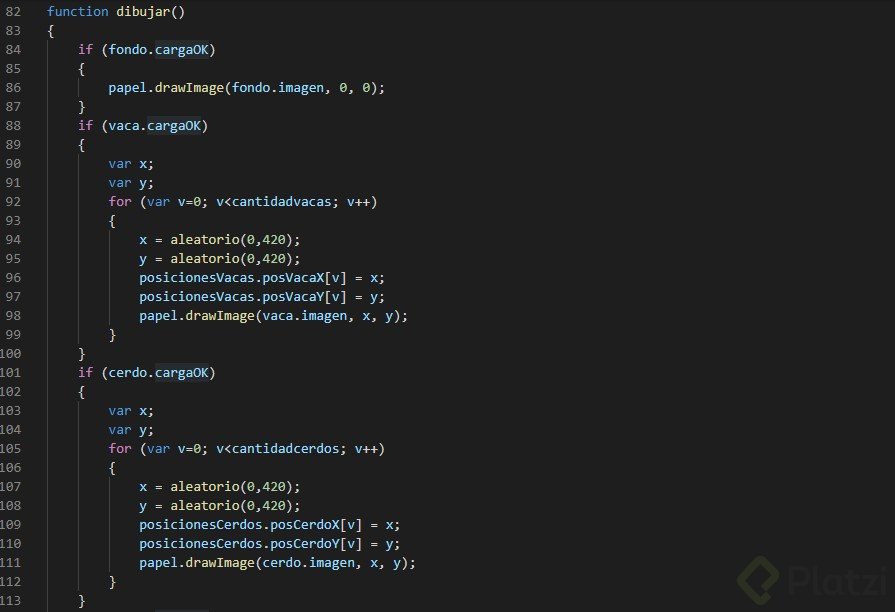 82 function dibujar()
83 {
84     if (fondo.cargaOK)
85     {
86         papel.drawImage(fondo.imagen, 0, 0);
87     }
88     if (vaca.cargaOK)
89     {
90         var x;
91         var y;
92         for (var v=0; v<cantidadvacas; v++)
93         {
94             x = aleatorio(0,420);
95             y = aleatorio(0,420);
96             posicionesVacas.posVacaX[v] = x;
97             posicionesVacas.posVacaY[v] = y;
98             papel.drawImage(vaca.imagen, x, y);
99         }
100     }
101     if (cerdo.cargaOK)
102     {
103         var x;
104         var y;
105         for (var v=0; v<cantidadcerdos; v++)
106         {
107             x = aleatorio(0,420);
108             y = aleatorio(0,420);
109             posicionesCerdos.posCerdoX[v] = x;
110             posicionesCerdos.posCerdoY[v] = y;
111             papel.drawImage(cerdo.imagen, x, y);
112         }
113     }
Platzi